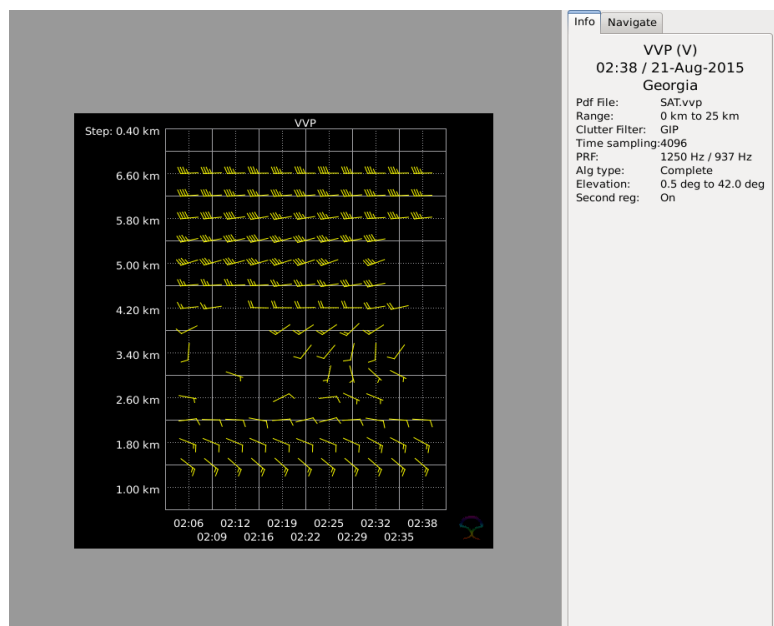 Info Navigate
VVP (V)
02:38 / 21-Aug-2015
Georgia
Pdf File: SAT.vvp
Range: 0 km to 25 km
Clutter Filter: GIP
Time sampling:4096
PRF: 1250 Hz / 937 Hz
Alg type: Complete
Elevation: 0.5 deg to 42.0 deg
Second reg: On
VVP
Step: 0.40 km
6.60 km
5.80 km
5.00 km
4.20 km
3.40 km
2.60 km
1.80 km
1.00 km
02:06 02:12 02:19 02:25 02:32 02:38
02:09 02:16 02:22 02:29 02:35